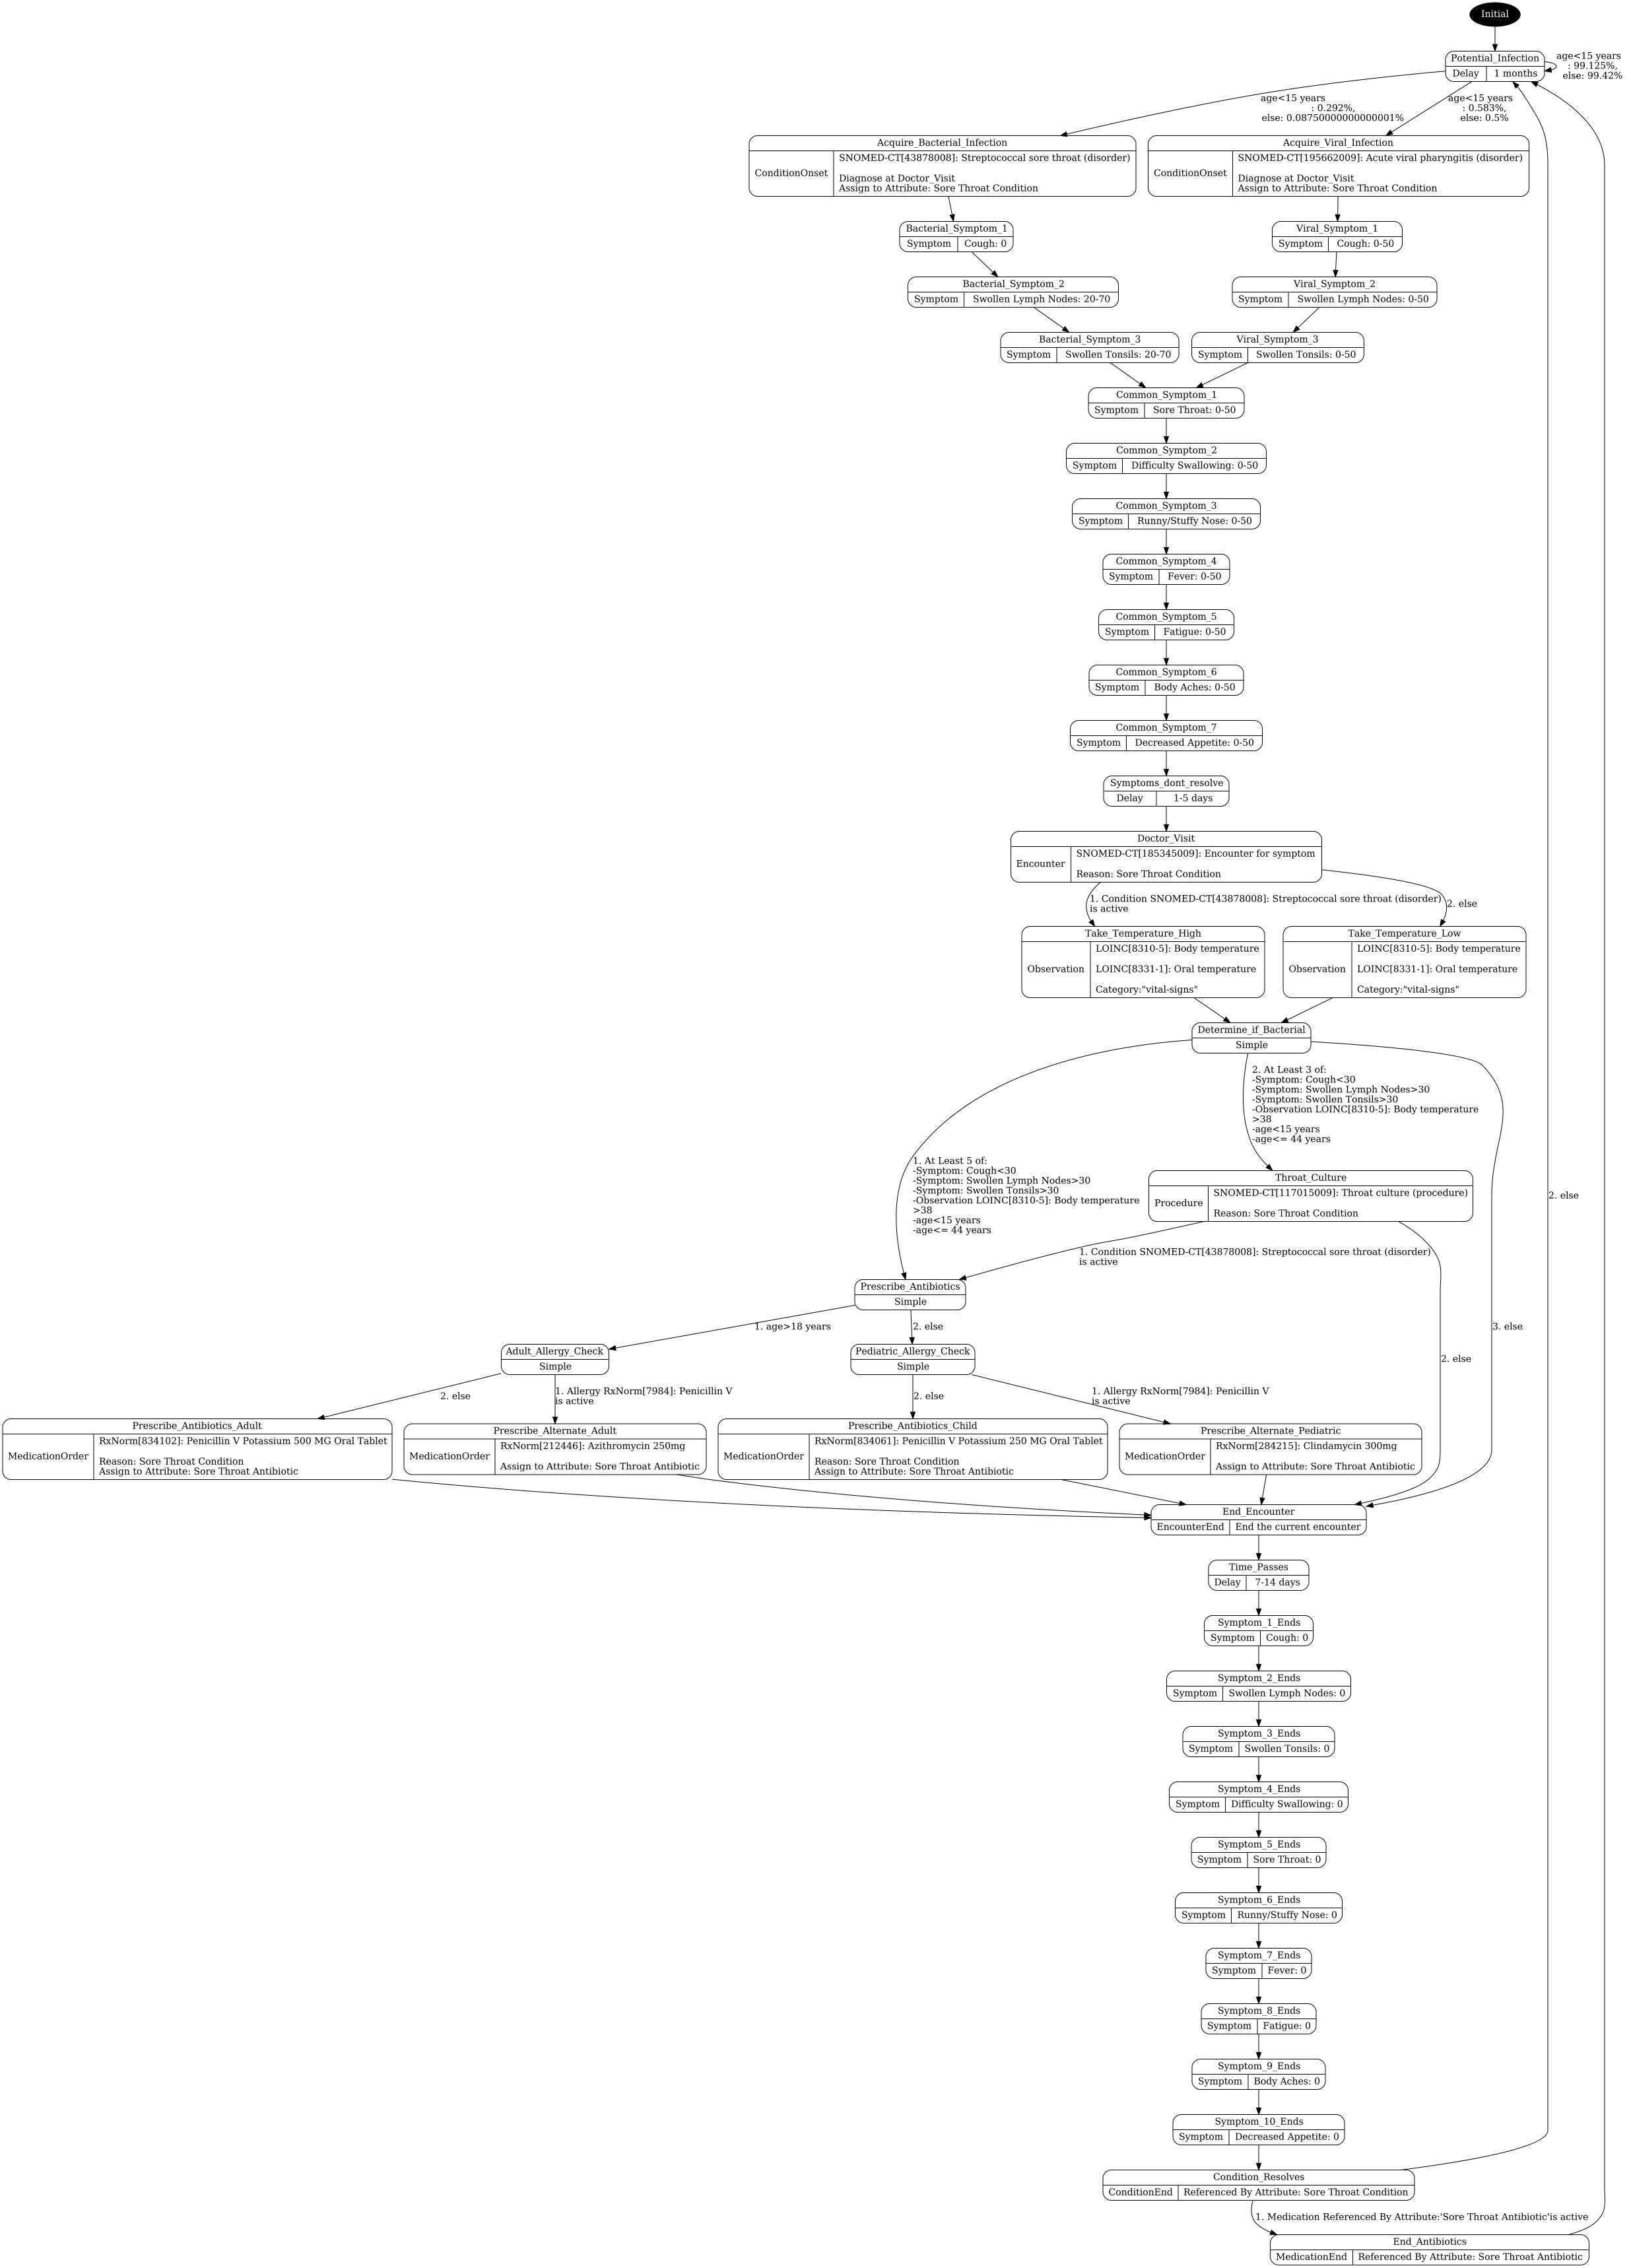 Initial
Potential_Infection
Delay
1 months
age<15 years
: 99.125%,
else: 99.42%
age<15 years
: 0.292%,
else: 0.08750000000000001%
age<15 years
: 0.583%,
else: 0.5%
Acquire_Bacterial_Infection
ConditionOnset
SNOMED-CT[43878008]: Streptococcal sore throat (disorder)
Diagnose at Doctor_Visit
Assign to Attribute: Sore Throat Condition
Acquire_Viral_Infection
ConditionOnset
SNOMED-CT[195662009]: Acute viral pharyngitis (disorder)
Diagnose at Doctor_Visit
Assign to Attribute: Sore Throat Condition
Bacterial_Symptom_1
Symptom
Cough: 0
Viral_Symptom_1
Symptom
Cough: 0-50
Bacterial_Symptom_2
Symptom
Swollen Lymph Nodes: 20-70
Viral_Symptom_2
Symptom
Swollen Lymph Nodes: 0-50
Bacterial_Symptom_3
Symptom
Swollen Tonsils: 20-70
Viral_Symptom_3
Symptom
Swollen Tonsils: 0-50
Common_Symptom_1
Symptom
Sore Throat: 0-50
Common_Symptom_2
Symptom
Difficulty Swallowing: 0-50
Common_Symptom_3
Symptom
Runny/Stuffy Nose: 0-50
Common_Symptom_4
Symptom
Fever: 0-50
Common_Symptom_5
Symptom
Fatigue: 0-50
Common_Symptom_6
Symptom
Body Aches: 0-50
Common_Symptom_7
Symptom
Decreased Appetite: 0-50
Symptoms_dont_resolve
Delay
1-5 days
Doctor_Visit
Encounter
SNOMED-CT[185345009]: Encounter for symptom
Reason: Sore Throat Condition
1. Condition SNOMED-CT[43878008]: Streptococcal sore throat (disorder)
is active
2. else
Take_Temperature_High
Observation
LOINC[8310-5]: Body temperature
LOINC[8331-1]: Oral temperature
Category:"vital-signs"
Take_Temperature_Low
Observation
LOINC[8310-5]: Body temperature
LOINC[8331-1]: Oral temperature
Category:"vital-signs"
Determine_if_Bacterial
Simple
2. At Least 3 of:
-Symptom: Cough<30
-Symptom: Swollen Lymph Nodes>30
-Symptom: Swollen Tonsils>30
-Observation LOINC[8310-5]: Body temperature
>38
-age<15 years
-age<= 44 years
1. At Least 5 of:
-Symptom: Cough<30
-Symptom: Swollen Lymph Nodes>30
-Symptom: Swollen Tonsils>30
-Observation LOINC[8310-5]: Body temperature
>38
-age<15 years
-age<= 44 years
Throat_Culture
Procedure
SNOMED-CT[117015009]: Throat culture (procedure)
Reason: Sore Throat Condition
2. else
1. Condition SNOMED-CT[43878008]: Streptococcal sore throat (disorder)
is active
Prescribe_Antibiotics
Simple
1. age>18 years
2. else
3. else
Adult_Allergy_Check
Simple
Pediatric_Allergy_Check
Simple
2. else
2. else
1. Allergy RxNorm[7984]: Penicillin V
is active
2. else
1. Allergy RxNorm[7984]: Penicillin V
is active
Prescribe_Antibiotics_Adult
MedicationOrder
RxNorm[834102]: Penicillin V Potassium 500 MG Oral Tablet
Reason: Sore Throat Condition
Assign to Attribute: Sore Throat Antibiotic
Prescribe_Alternate_Adult
MedicationOrder
RxNorm[212446]: Azithromycin 250mg
Assign to Attribute: Sore Throat Antibiotic
Prescribe_Antibiotics_Child
MedicationOrder
RxNorm[834061]: Penicillin V Potassium 250 MG Oral Tablet
Reason: Sore Throat Condition
Assign to Attribute: Sore Throat Antibiotic
Prescribe_Alternate_Pediatric
MedicationOrder
RxNorm[284215]: Clindamycin 300mg
Assign to Attribute: Sore Throat Antibiotic
End_Encounter
EncounterEnd
End the current encounter
Time_Passes
Delay
7-14 days
Symptom_1_Ends
Symptom
Cough: 0
Symptom_2_Ends
Symptom
Swollen Lymph Nodes: 0
Symptom_3_Ends
Symptom
Swollen Tonsils: 0
Symptom_4_Ends
Symptom
Difficulty Swallowing: 0
Symptom_5_Ends
Symptom
Sore Throat: 0
Symptom_6_Ends
Symptom
Runny/Stuffy Nose: 0
Symptom_7_Ends
Symptom
Fever: 0
Symptom_8_Ends
Symptom
Fatigue: 0
Symptom_9_Ends
Symptom
Body Aches: 0
Symptom_10_Ends
Symptom
Decreased Appetite: 0
Condition_Resolves
ConditionEnd
Referenced By Attribute: Sore Throat Condition
1. Medication Referenced By Attribute:'Sore Throat Antibiotic'is active
End_Antibiotics
MedicationEnd
Referenced By Attribute: Sore Throat Antibiotic